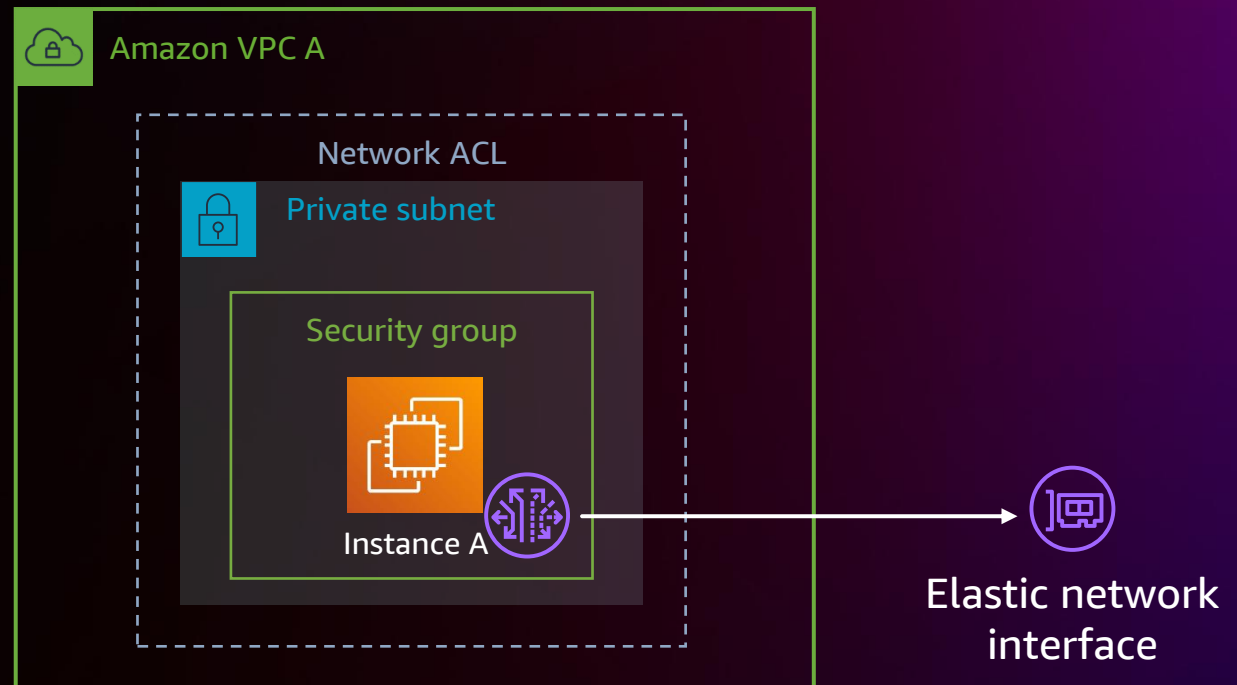 Amazon VPC A
Network ACL
Private subnet
Security group
Instance A
Elastic network
interface